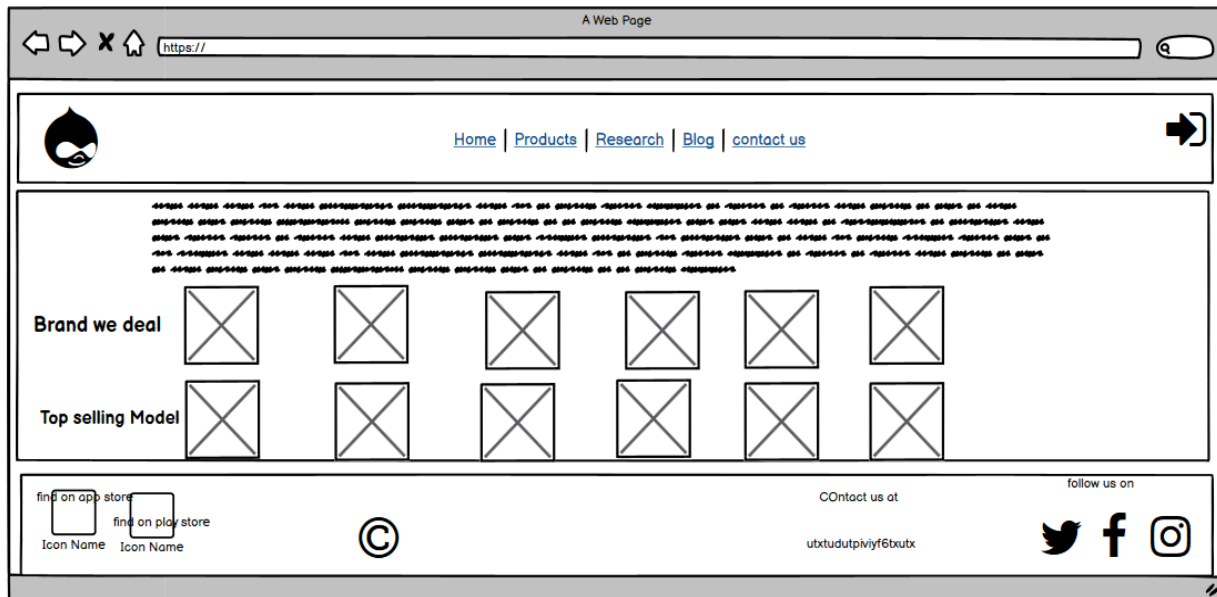 A Web Page
https://
Home | Products | Research | Blog | contact us
Brand we deal
Top selling Model
find on app store
find on play store
Icon Name
Icon Name
©
COntact us at
utxtudutpiviyf6txutx
follow us on